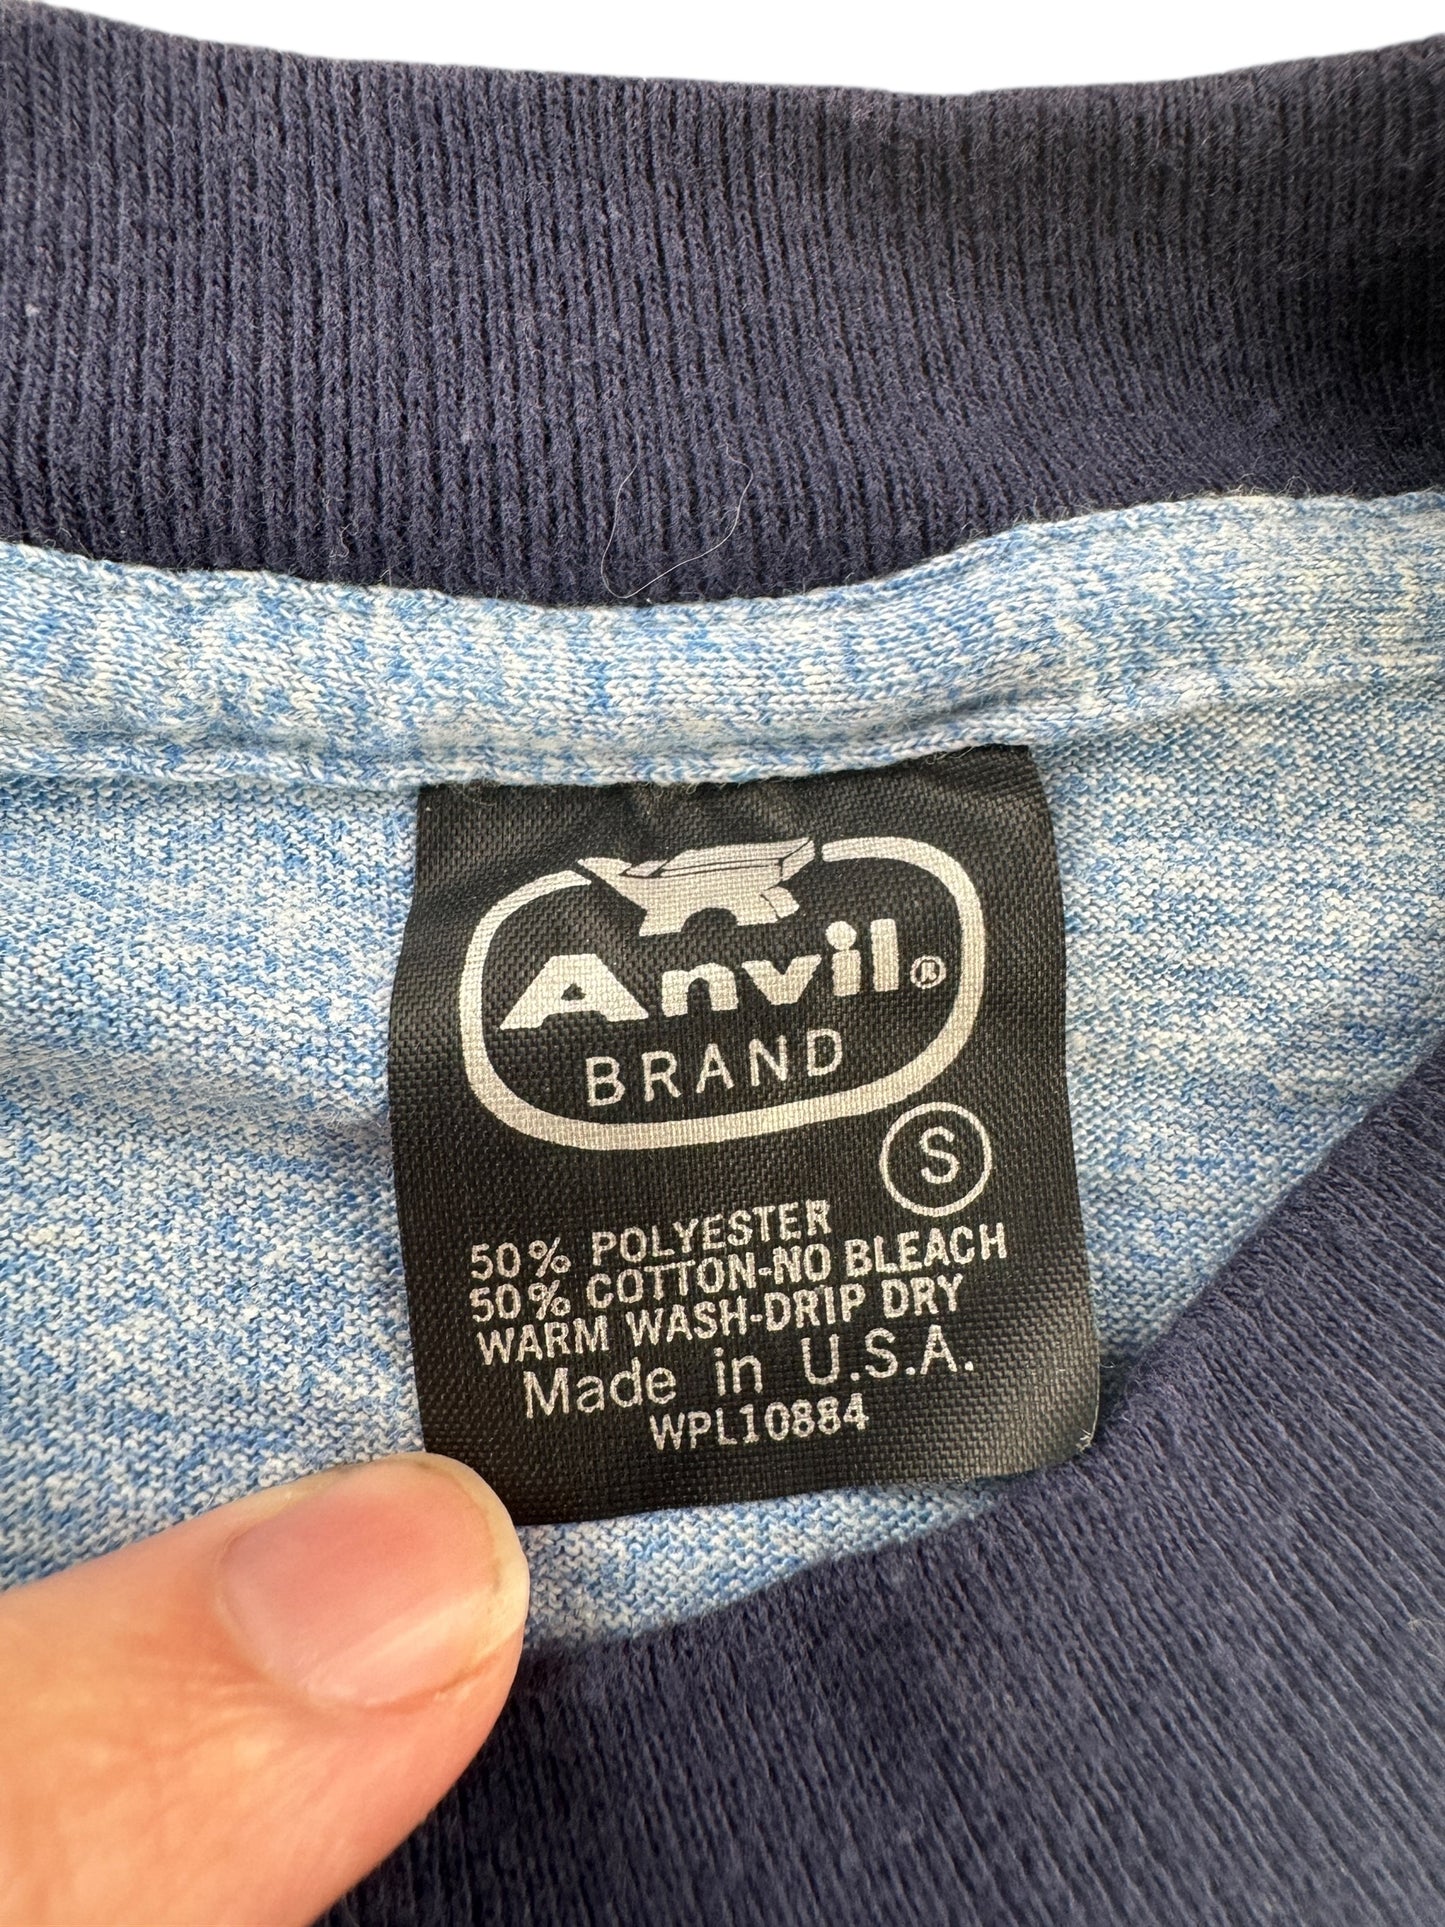 Anvil®
BRAND
S
50% POLYESTER
50% COTTON-NO BLEACH
WARM WASH-DRIP DRY
Made in U.S.A.
WPL10884